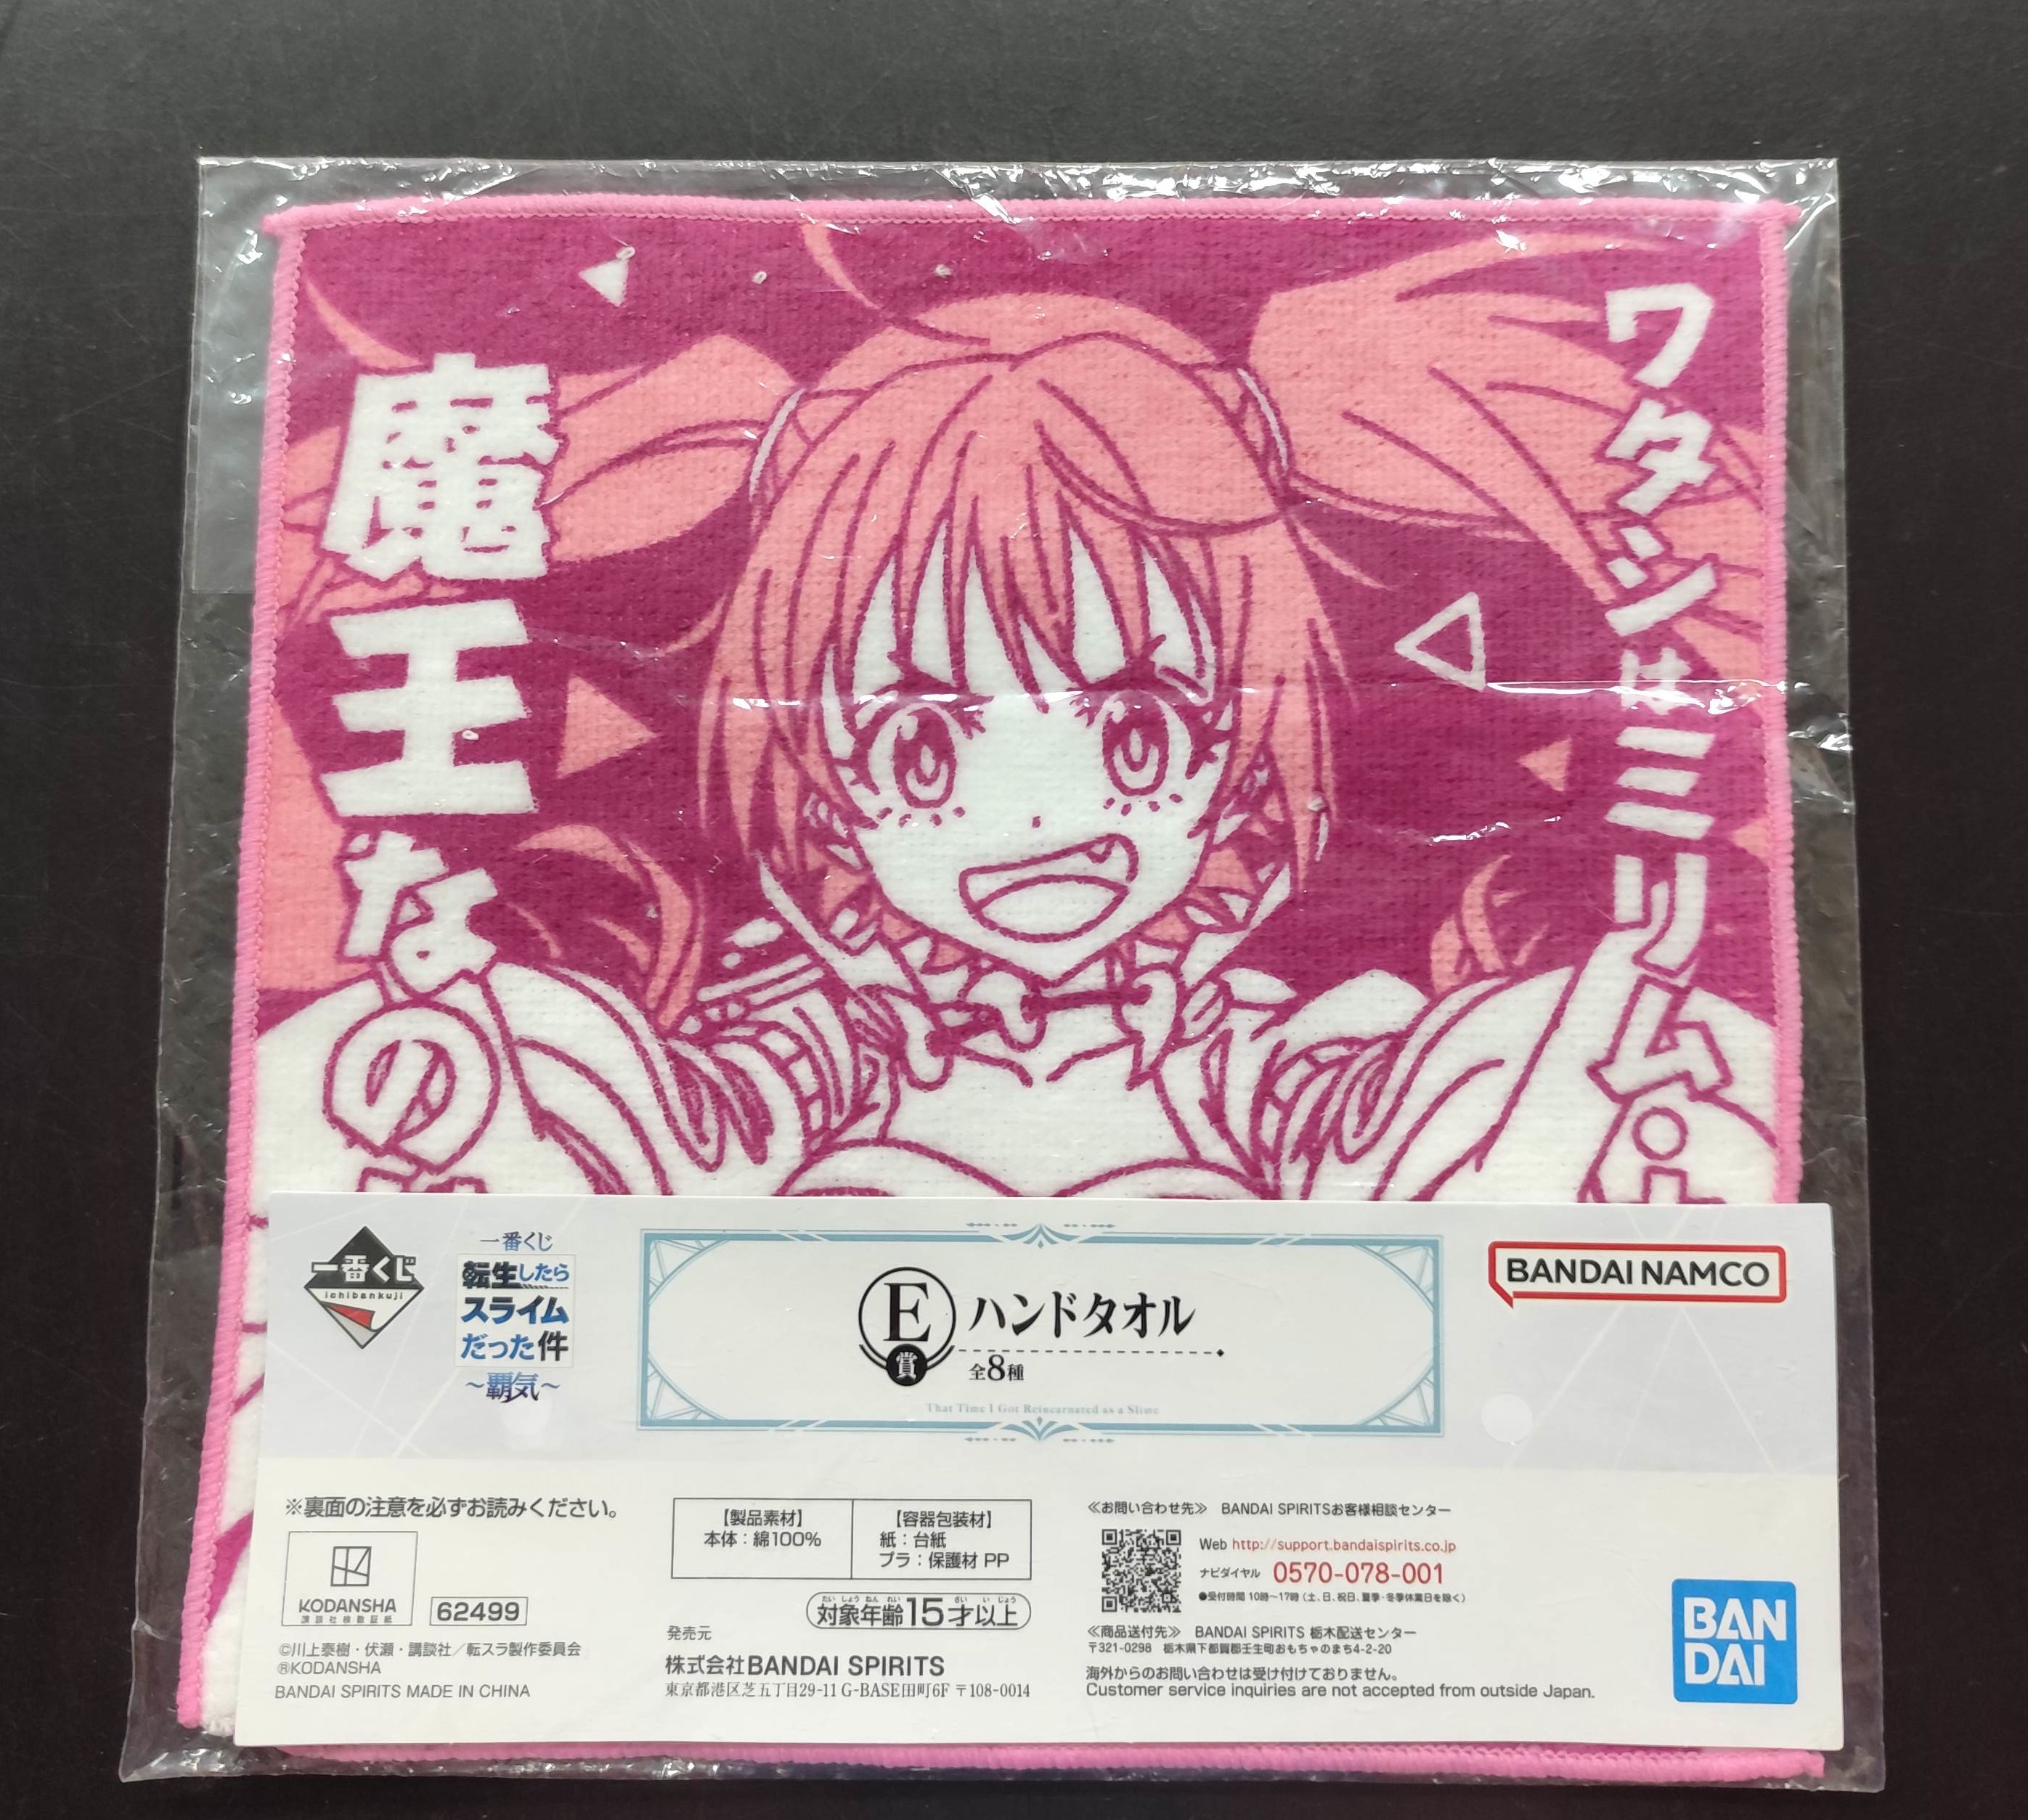 ワタシはミリム・
魔王なの
一番くじ
ichibankuji
一番くじ
転生したら
スライム
だった件
～覇気～
E賞 ハンドタオル
全8種
That Time I Got Reincarnated as a Slime
BANDAI NAMCO
※裏面の注意を必ずお読みください。
KODANSHA
講談社検数証紙
62499
©川上泰樹・伏瀬・講談社／転スラ製作委員会
®KODANSHA
BANDAI SPIRITS MADE IN CHINA
【製品素材】
本体：綿100%
【容器包装材】
紙：台紙
プラ：保護材 PP
たいしょうねんれい さいいじょう
対象年齢15才以上
発売元
株式会社BANDAI SPIRITS
東京都港区芝五丁目29-11 G-BASE田町6F 〒108-0014
≪お問い合わせ先≫ BANDAI SPIRITSお客様相談センター
Web http://support.bandaispirits.co.jp
ナビダイヤル 0570-078-001
●受付時間 10時～17時（土、日、祝日、夏季・冬季休業日を除く）
≪商品送付先≫ BANDAI SPIRITS 栃木配送センター
〒321-0298 栃木県下都賀郡壬生町おもちゃのまち4-2-20
海外からのお問い合わせは受け付けておりません。
Customer service inquiries are not accepted from outside Japan.
BAN
DAI